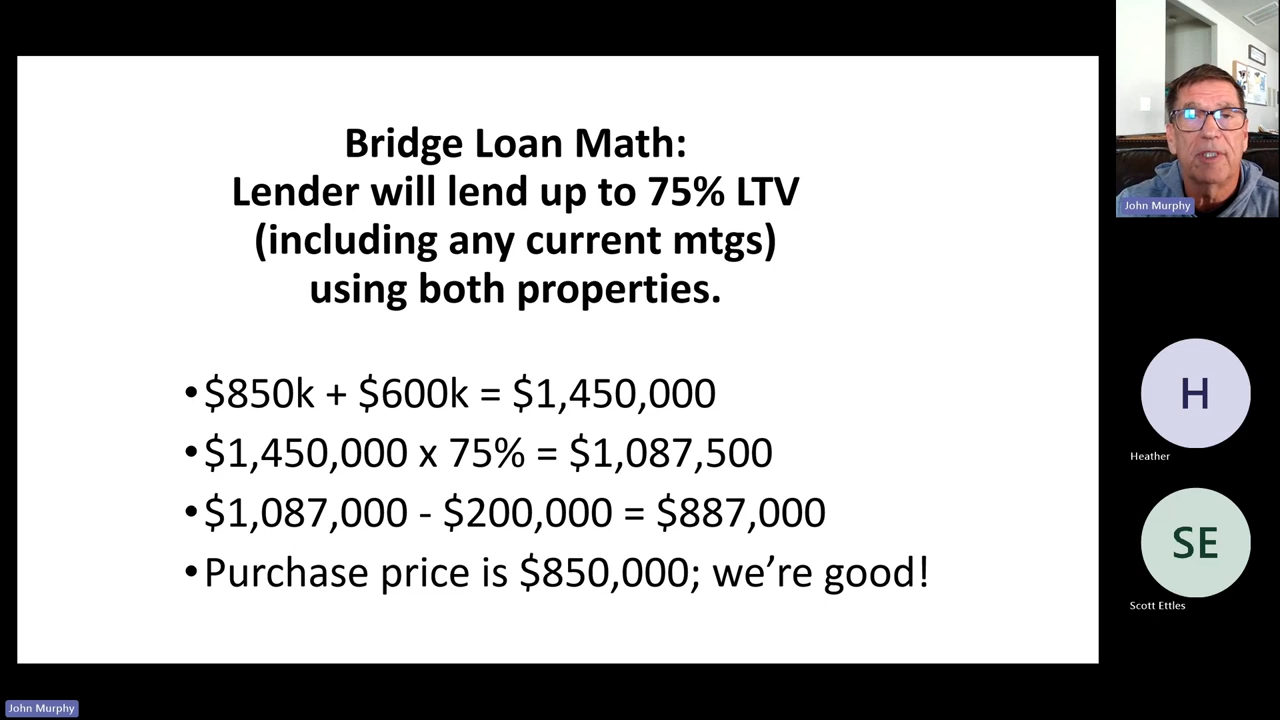 Bridge Loan Math:
Lender will lend up to 75% LTV
(including any current mtgs)
using both properties.
•$850k + $600k = $1,450,000
•$1,450,000 x 75% = $1,087,500
•$1,087,000 - $200,000 = $887,000
•Purchase price is $850,000; we’re good!
John Murphy
H
Heather
SE
Scott Ettles
John Murphy